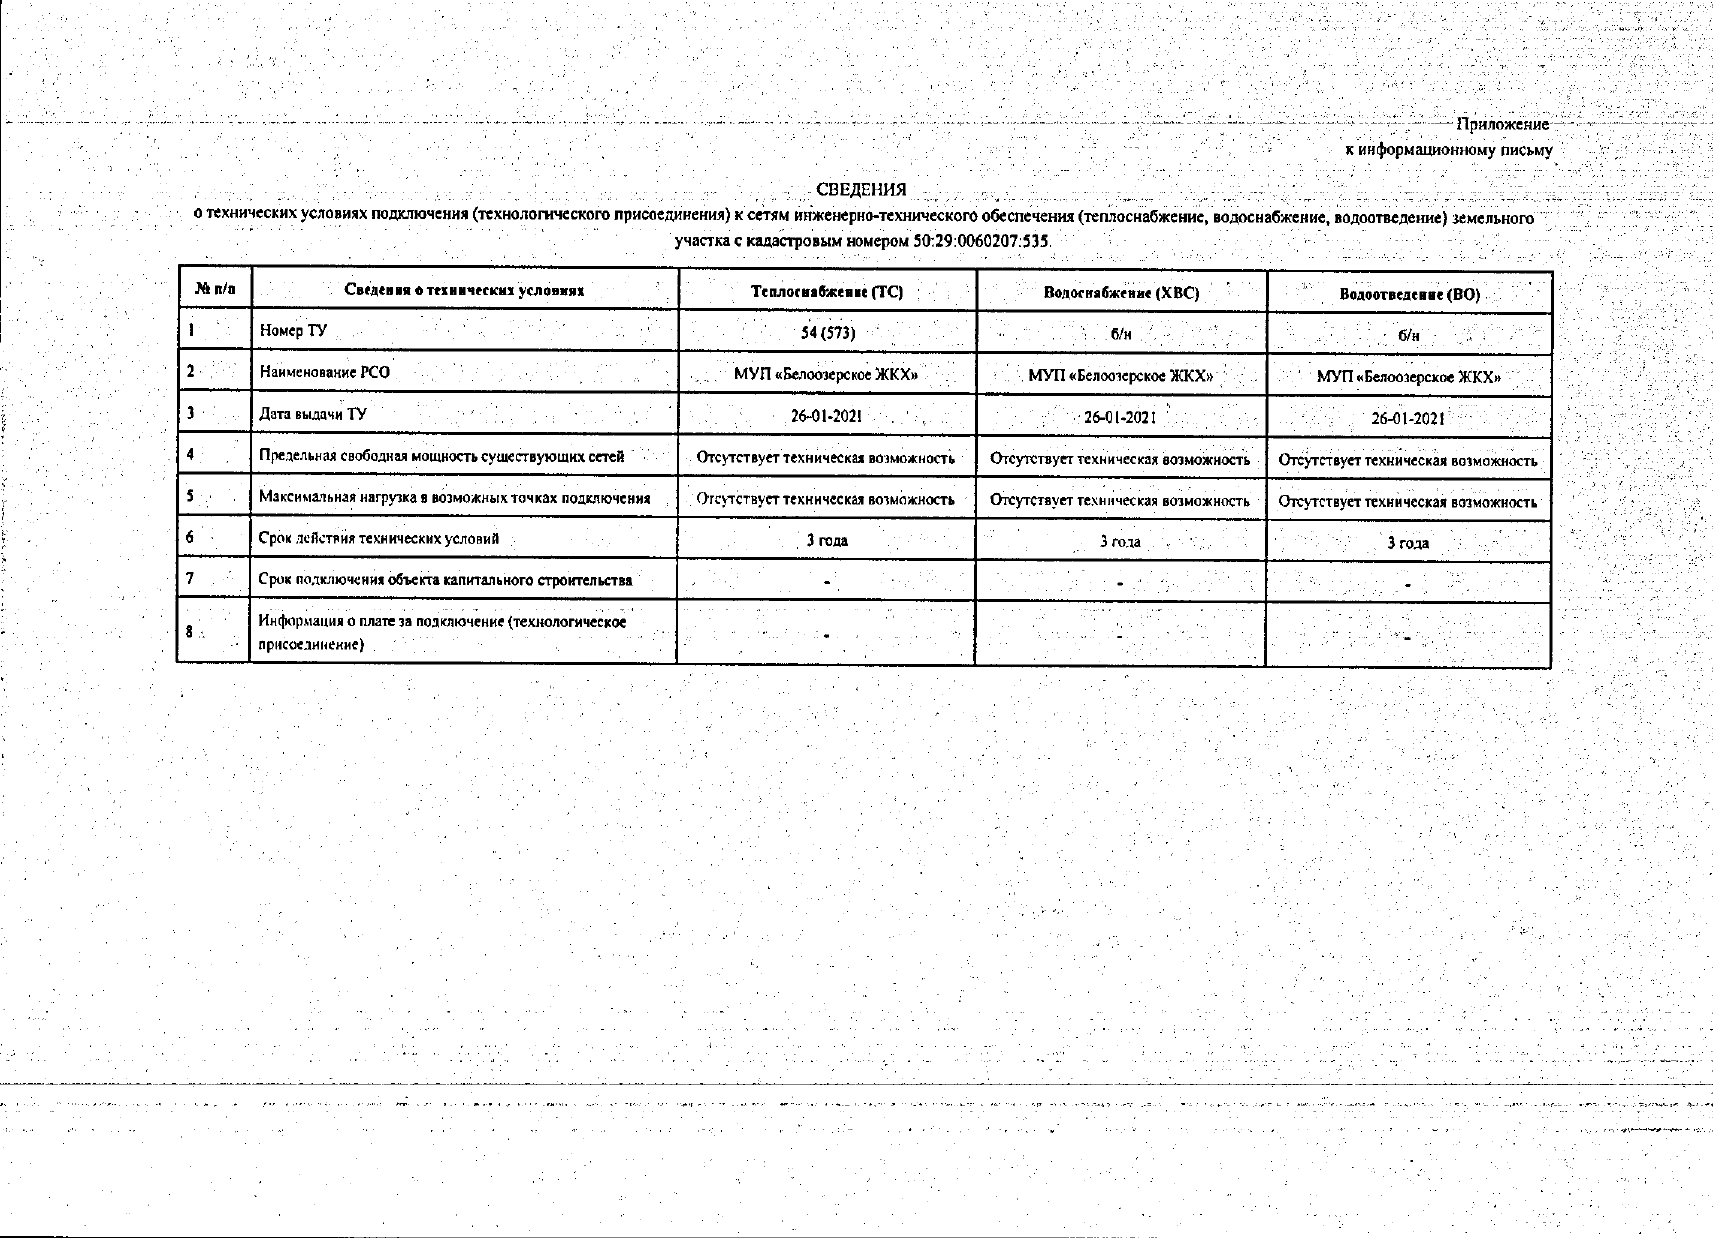 Приложение
к информационному письму
СВЕДЕНИЯ
о технических условиях подключения (технологического присоединения) к сетям инженерно-технического обеспечения (теплоснабжение, водоснабжение, водоотведение) земельного
участка с кадастровым номером 50:29:0060207:535.
№ п/п Сведения о технических условиях Теплоснабжение (ТС) Водоснабжение (ХВС) Водоотведение (ВО)
1 Номер ТУ 54 (573) б/н б/н
2 Наименование РСО МУП «Белоозерское ЖКХ» МУП «Белоозерское ЖКХ» МУП «Белоозерское ЖКХ»
3 Дата выдачи ТУ 26-01-2021 26-01-2021 26-01-2021
4 Предельная свободная мощность существующих сетей Отсутствует техническая возможность Отсутствует техническая возможность Отсутствует техническая возможность
5 Максимальная нагрузка в возможных точках подключения Отсутствует техническая возможность Отсутствует техническая возможность Отсутствует техническая возможность
6 Срок действия технических условий 3 года 3 года 3 года
7 Срок подключения объекта капитального строительства - - -
8 Информация о плате за подключение (технологическое
присоединение) - - -